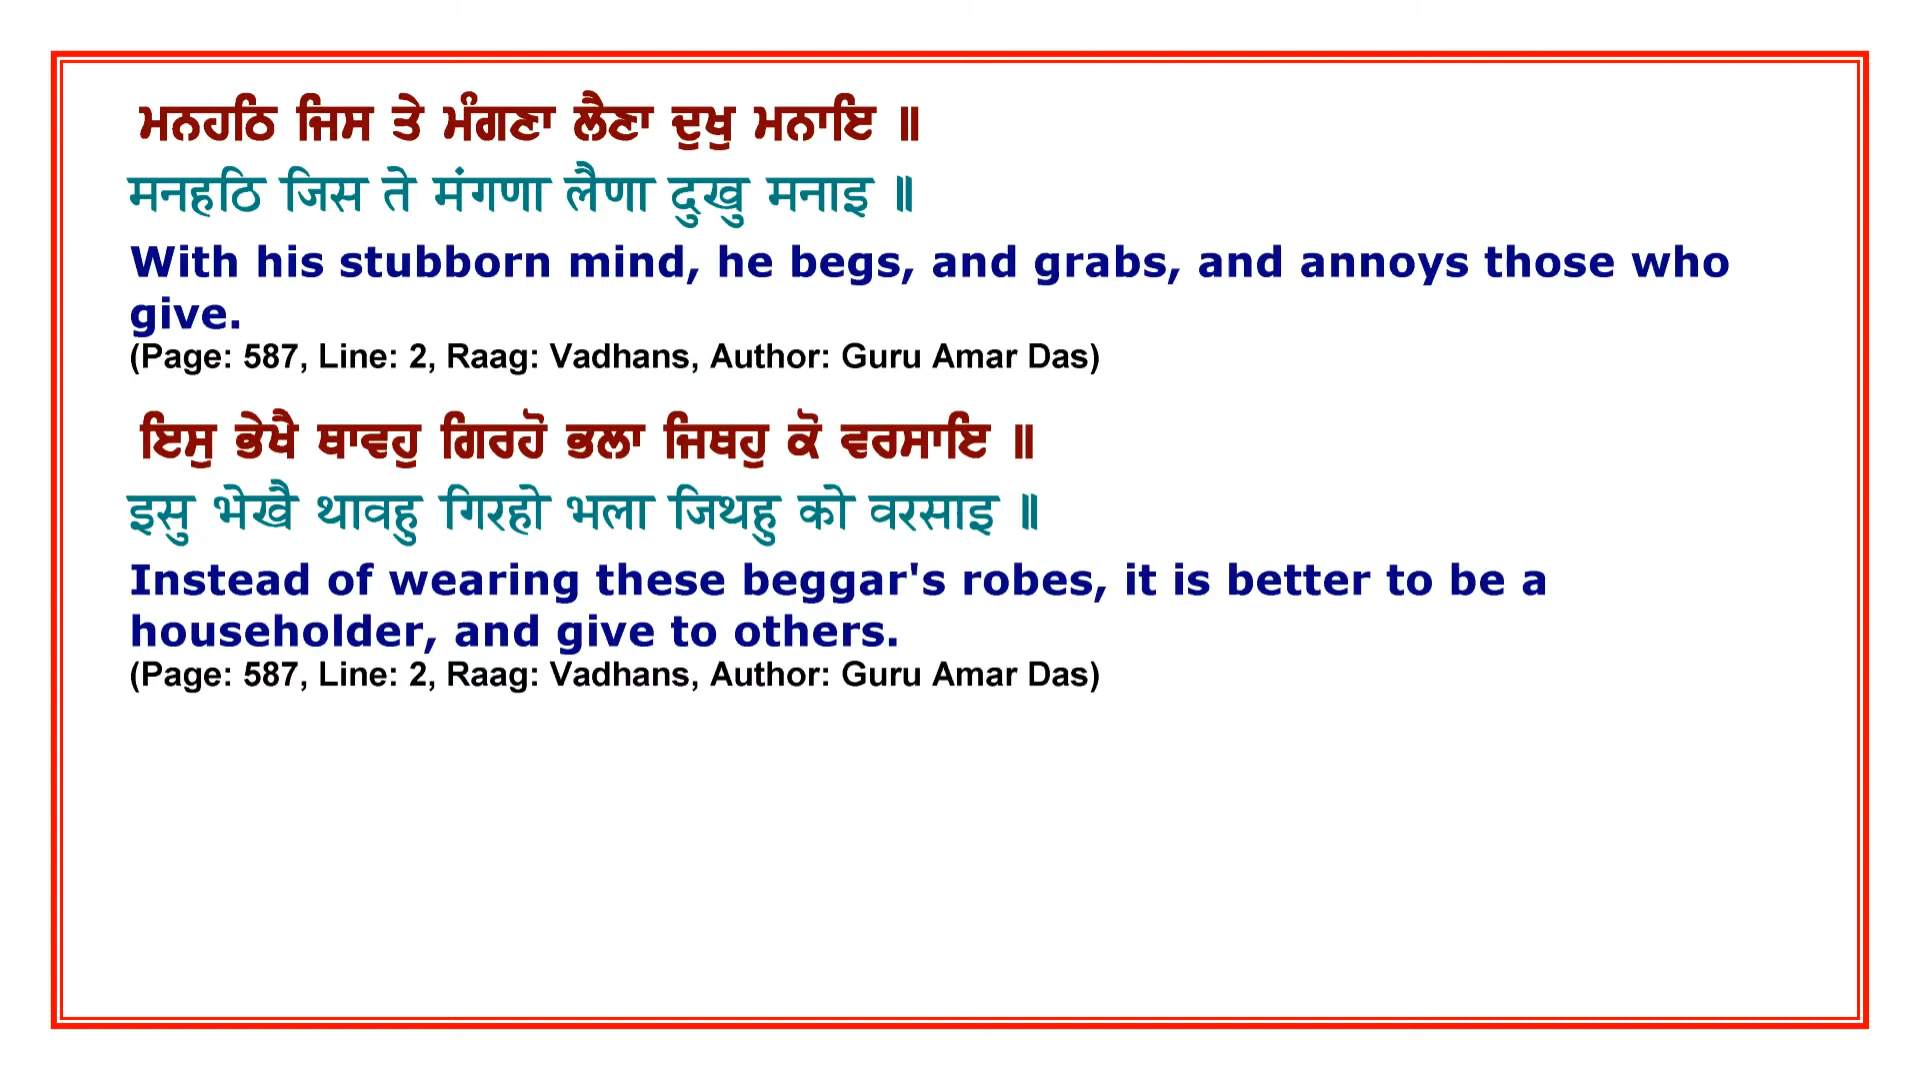 ਮਨਹਠਿ ਜਿਸ ਤੇ ਮੰਗਣਾ ਲੈਣਾ ਦੁਖੁ ਮਨਾਇ ॥
मनहठि जिस ते मंगणा लैणा दुखु मनाइ ॥
With his stubborn mind, he begs, and grabs, and annoys those who
give.
(Page: 587, Line: 2, Raag: Vadhans, Author: Guru Amar Das)
ਇਸੁ ਭੇਖੈ ਥਾਵਹੁ ਗਿਰਹੋ ਭਲਾ ਜਿਥਹੁ ਕੋ ਵਰਸਾਇ ॥
इसु भेखै थावहु गिरहो भला जिथहु को वरसाइ ॥
Instead of wearing these beggar's robes, it is better to be a
householder, and give to others.
(Page: 587, Line: 2, Raag: Vadhans, Author: Guru Amar Das)